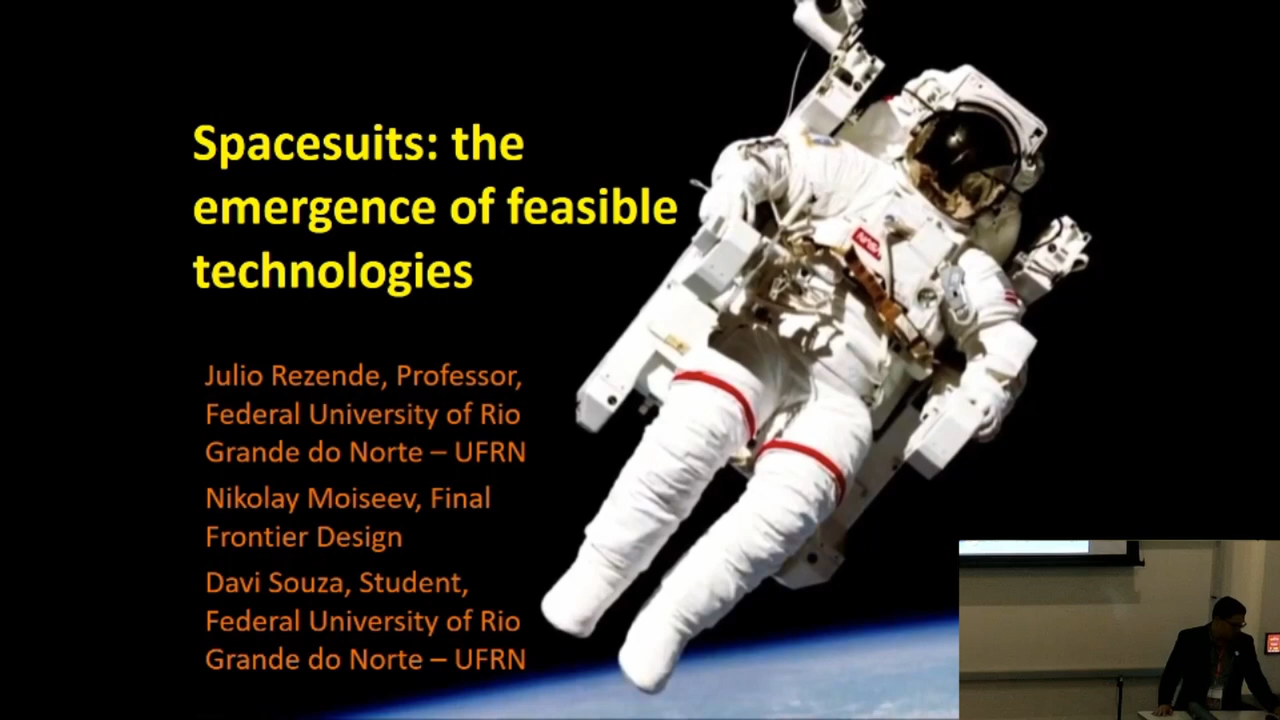 Spacesuits: the
emergence of feasible
technologies
Julio Rezende, Professor,
Federal University of Rio
Grande do Norte – UFRN
Nikolay Moiseev, Final
Frontier Design
Davi Souza, Student,
Federal University of Rio
Grande do Norte – UFRN
NASA